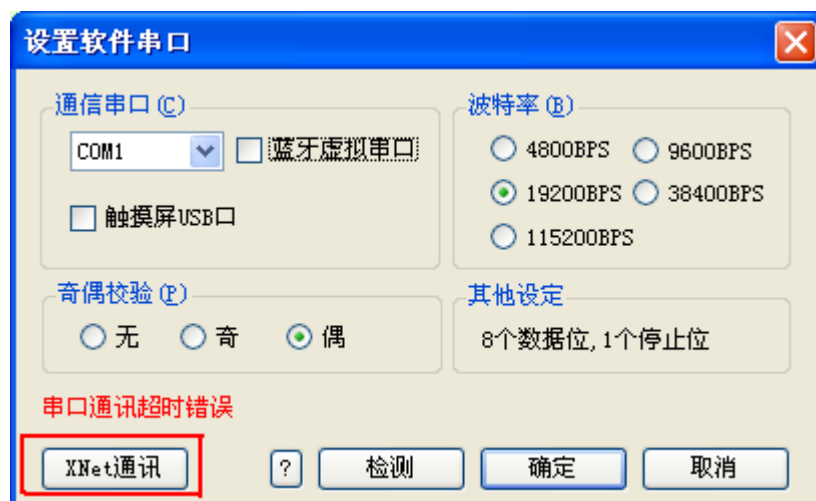 设置软件串口
通信串口(C)
COM1
蓝牙虚拟串口
触摸屏USB口
波特率(B)
4800BPS
9600BPS
19200BPS
38400BPS
115200BPS
奇偶校验(P)
无
奇
偶
其他设定
8个数据位,1个停止位
串口通讯超时错误
XNet通讯
?
检测
确定
取消